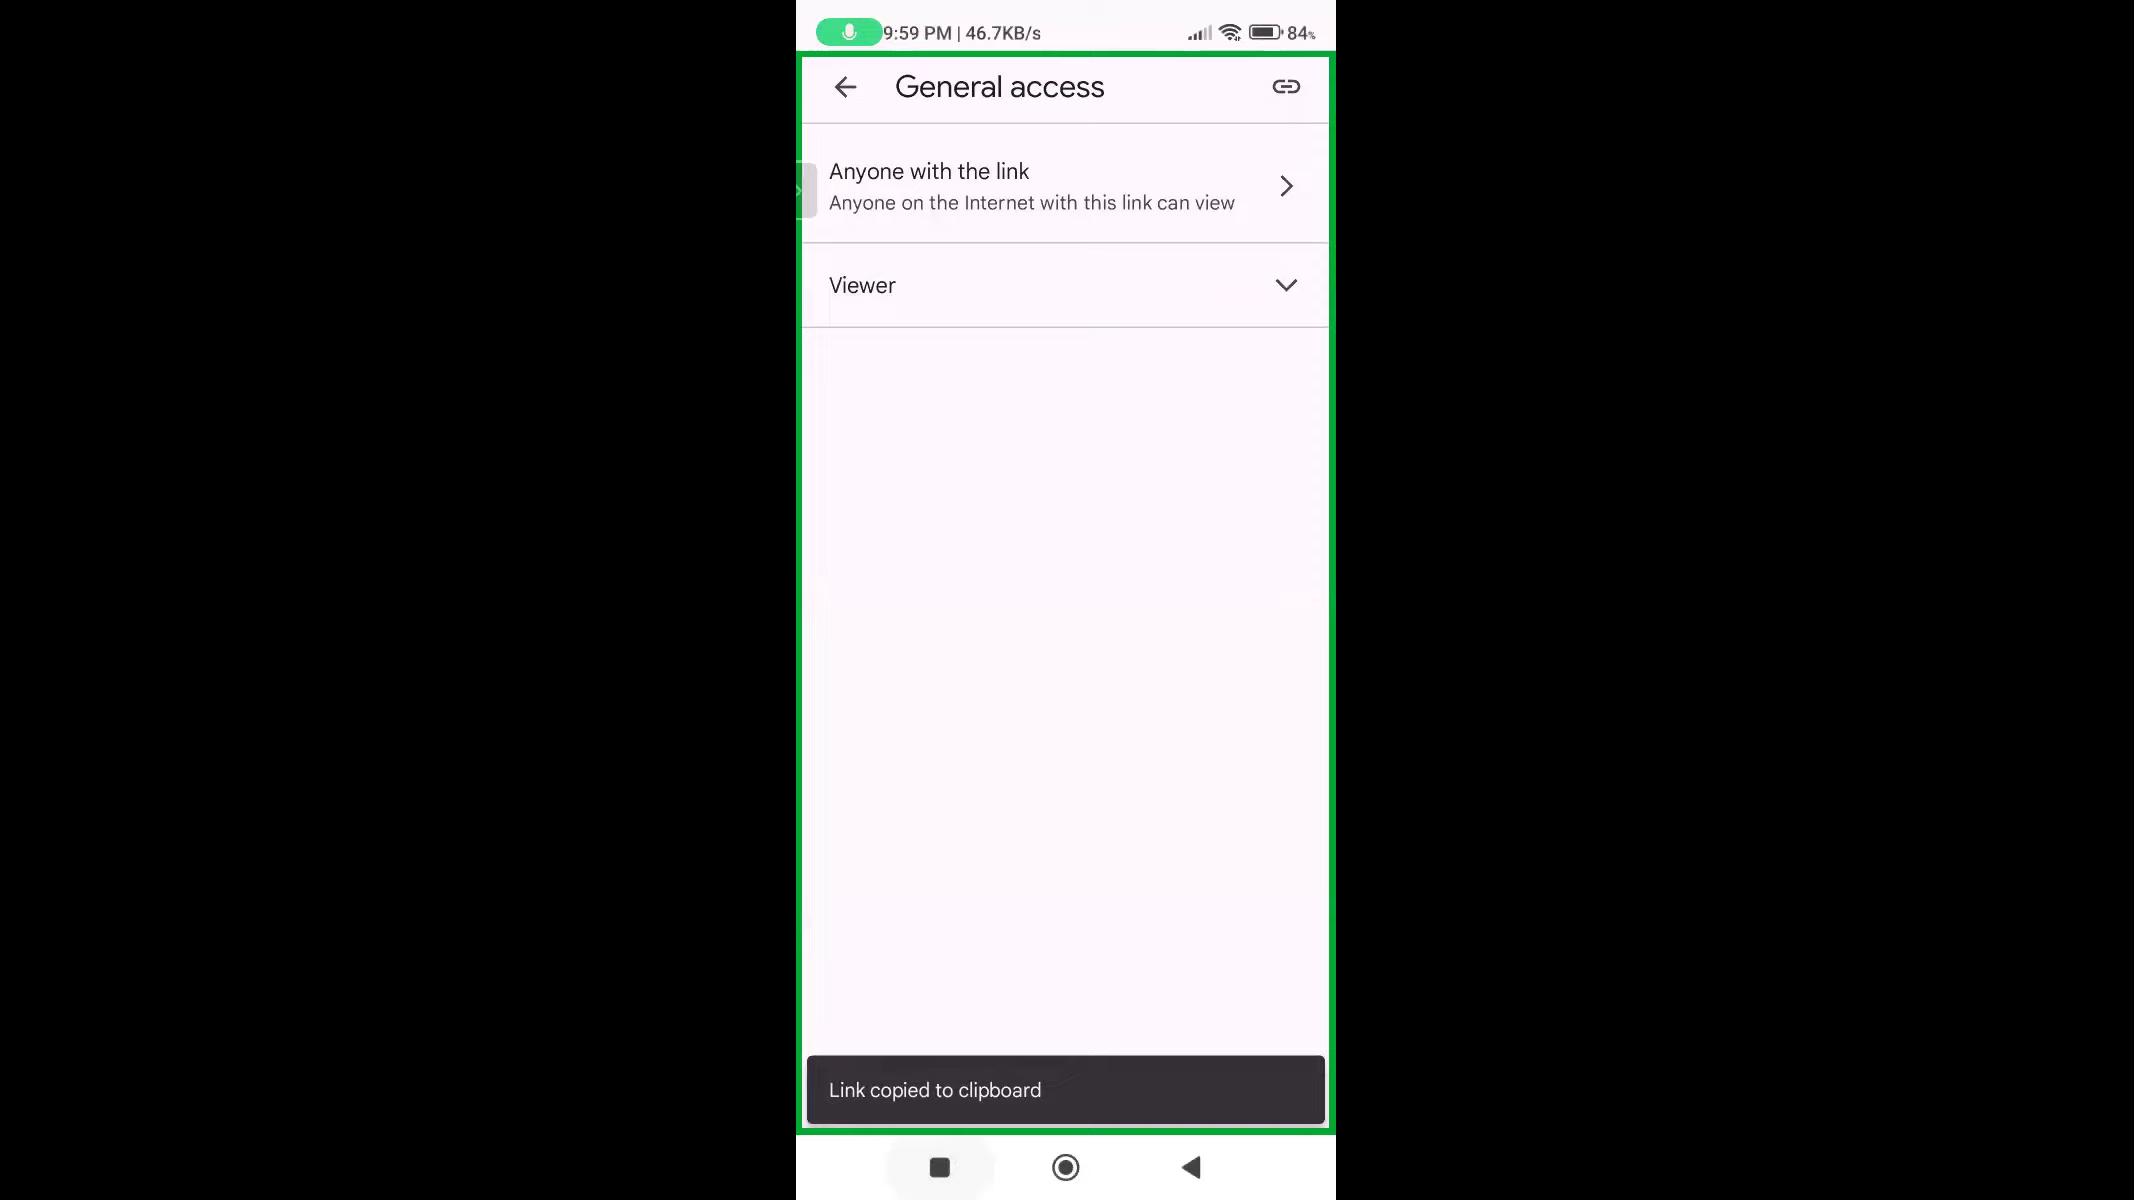 9:59 PM | 46.7KB/s 84%
General access
Anyone with the link
Anyone on the Internet with this link can view
Viewer
Link copied to clipboard